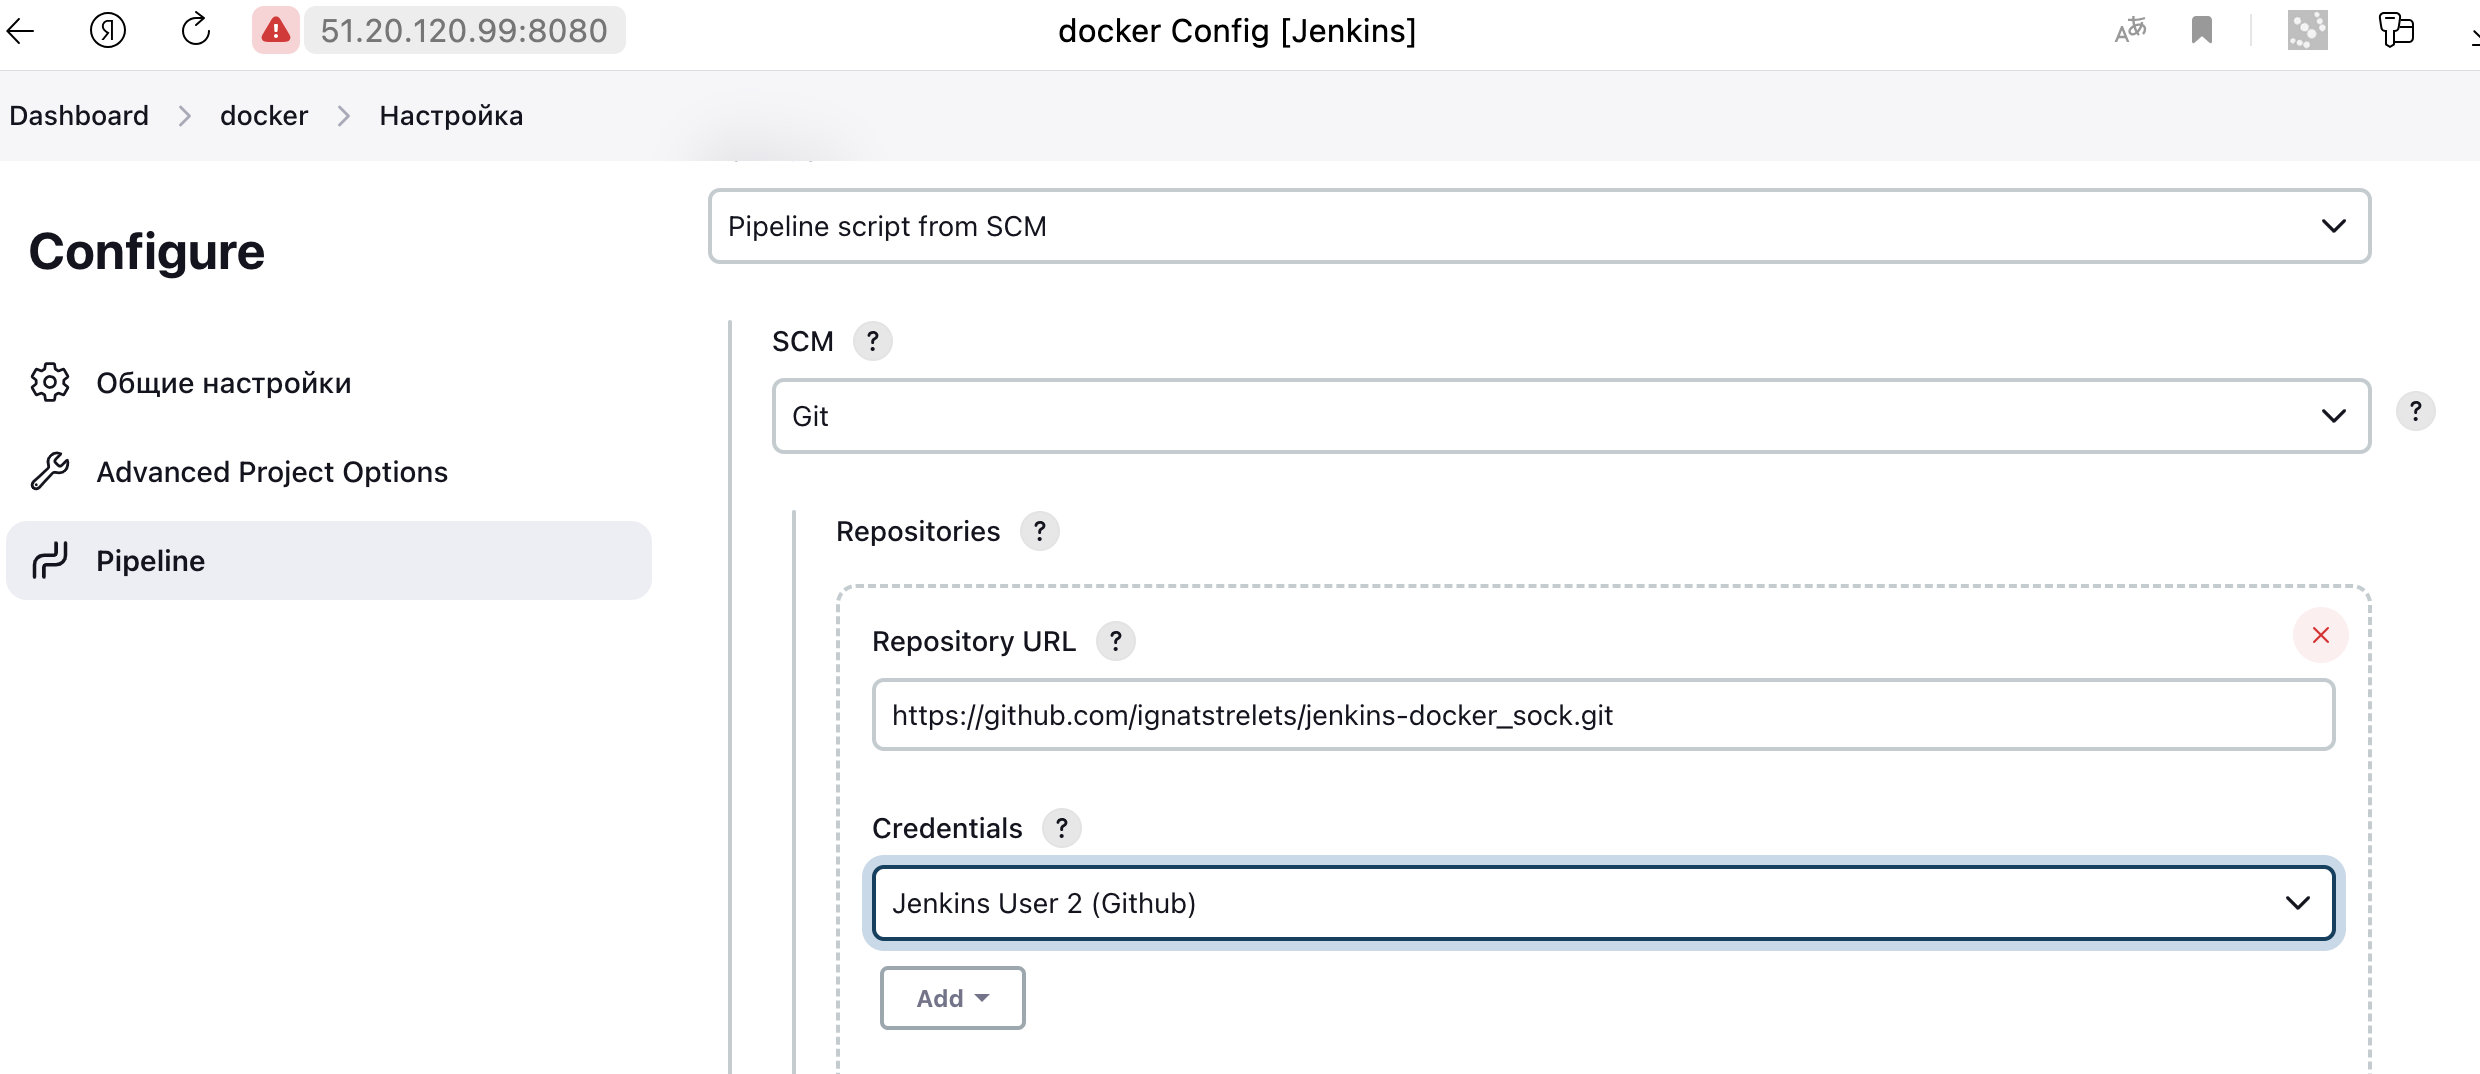 51.20.120.99:8080
docker Config [Jenkins]
Dashboard > docker > Настройка
Configure
Общие настройки
Advanced Project Options
Pipeline
Pipeline script from SCM
SCM ?
Git
?
Repositories ?
Repository URL ?
https://github.com/ignatstrelets/jenkins-docker_sock.git
Credentials ?
Jenkins User 2 (Github)
Add